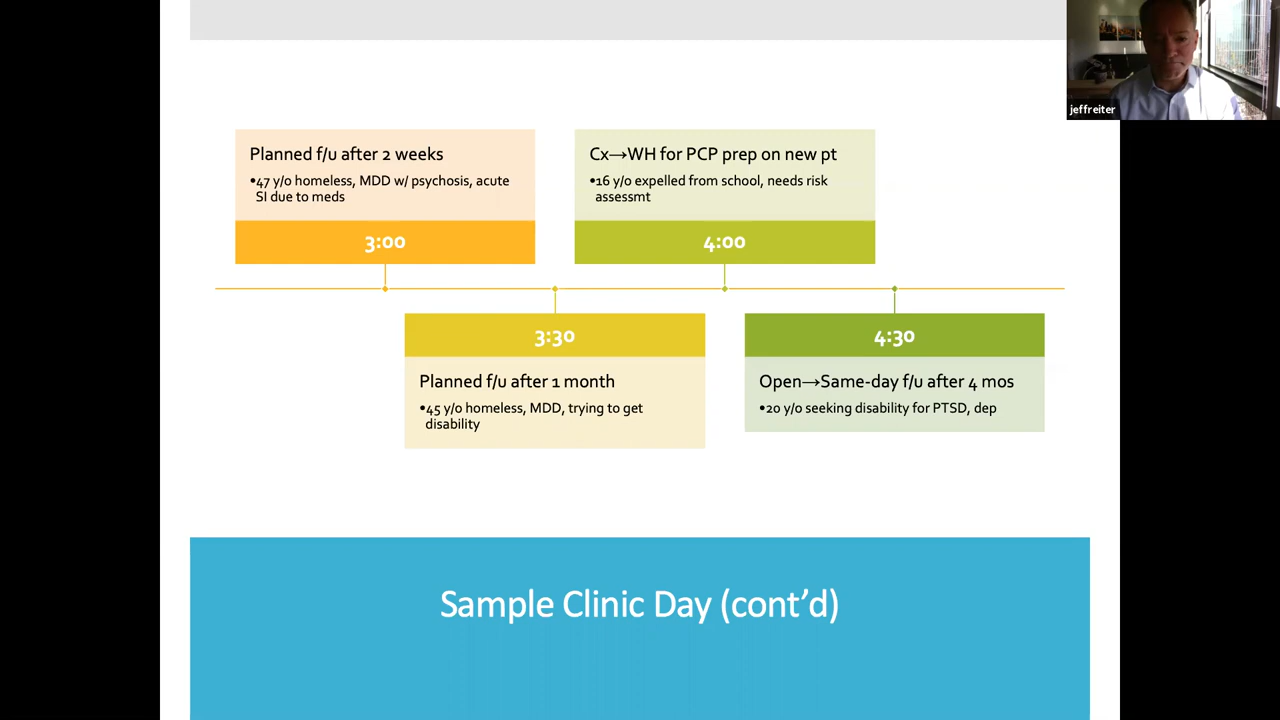 jeffreiter
Planned f/u after 2 weeks
•47 y/o homeless, MDD w/ psychosis, acute
SI due to meds
3:00
Cx→WH for PCP prep on new pt
•16 y/o expelled from school, needs risk
assessmt
4:00
3:30
Planned f/u after 1 month
•45 y/o homeless, MDD, trying to get
disability
4:30
Open→Same-day f/u after 4 mos
•20 y/o seeking disability for PTSD, dep
Sample Clinic Day (cont’d)